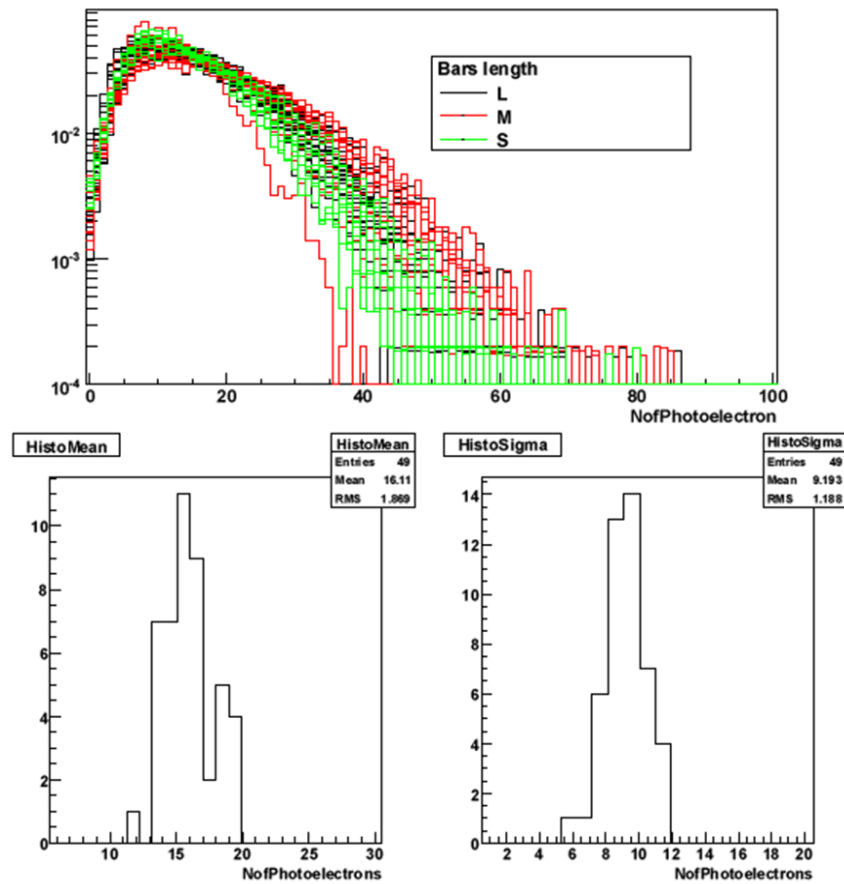 Bars length
L
M
S
10⁻²
10⁻³
10⁻⁴
0 20 40 60 80 100
NofPhotoelectron
HistoMean
HistoMean
Entries 49
Mean 16.11
RMS 1.869
10
8
6
4
2
0
10 15 20 25 30
NofPhotoelectrons
HistoSigma
HistoSigma
Entries 49
Mean 9.193
RMS 1.188
14
12
10
8
6
4
2
0
2 4 6 8 10 12 14 16 18 20
NofPhotoelectrons